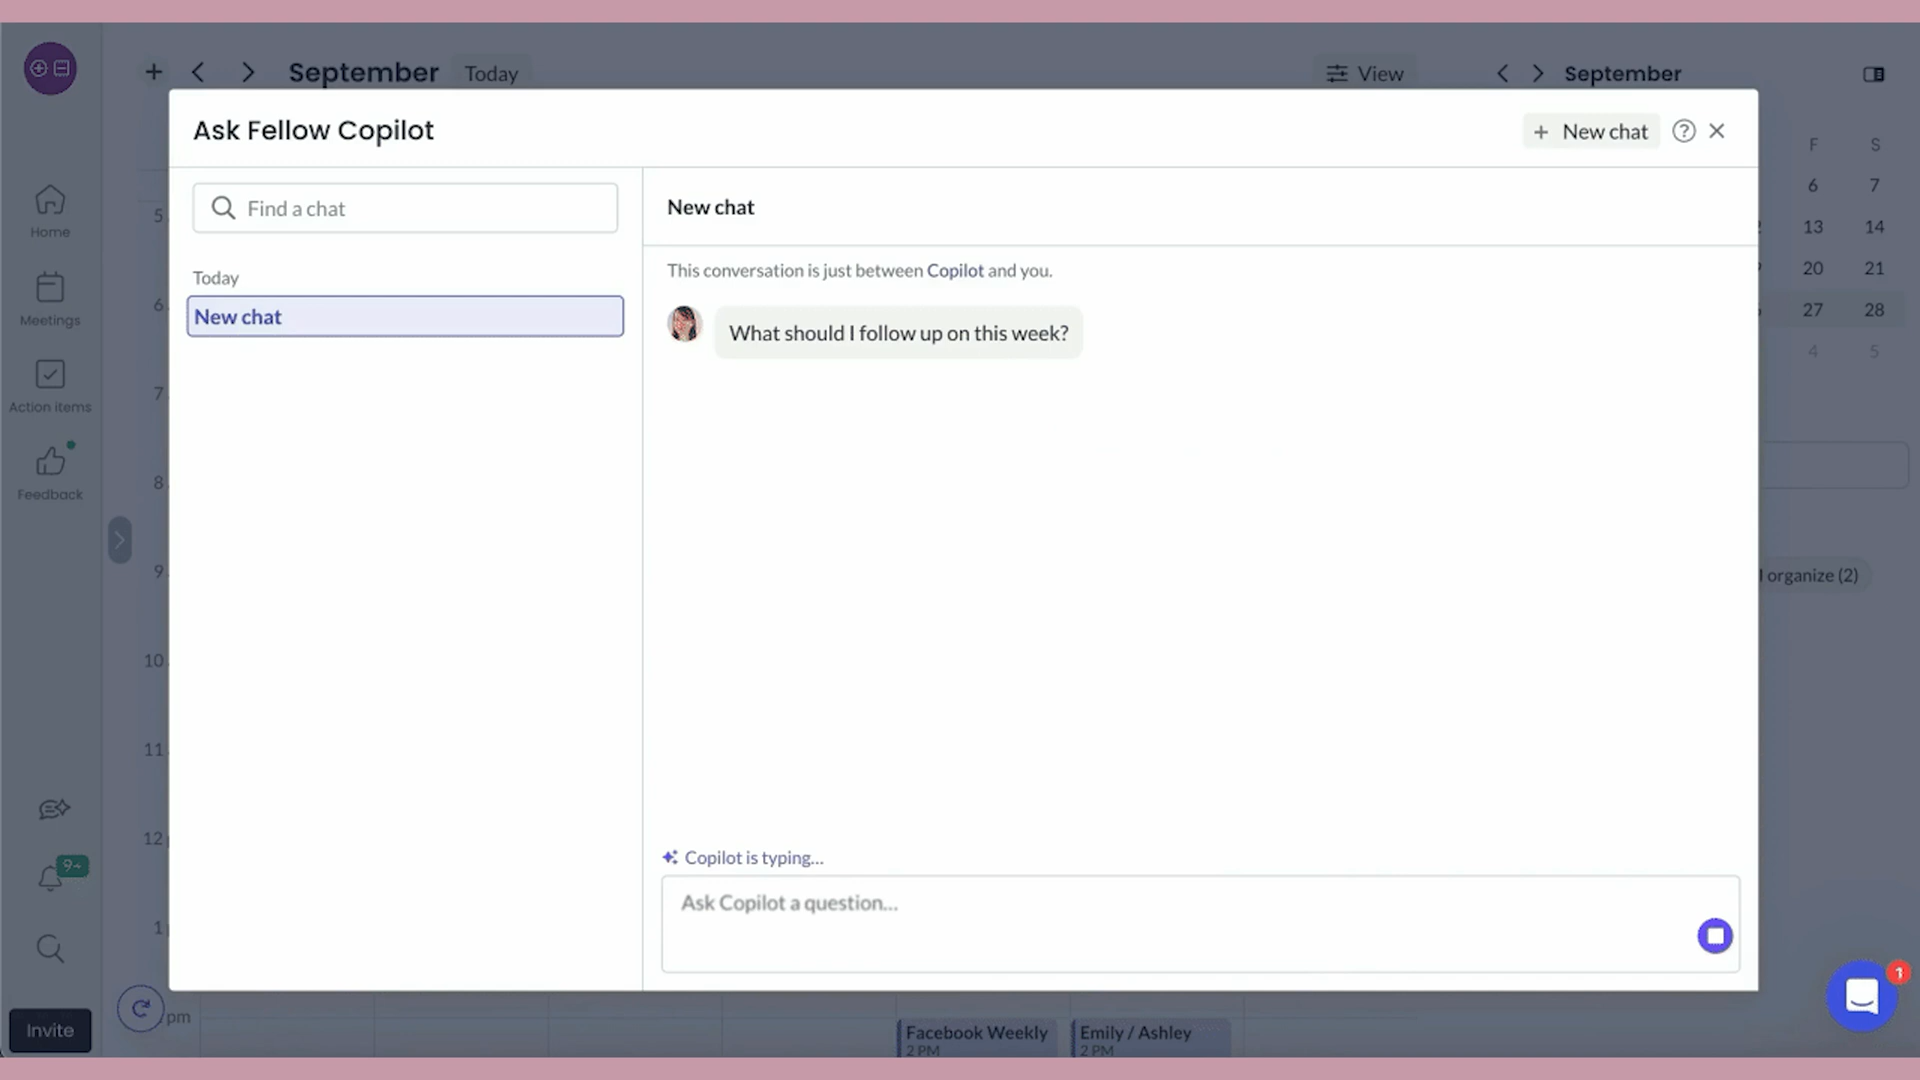 September
Today
View
September
Ask Fellow Copilot
New chat
F
S
Find a chat
New chat
6
7
5
Home
13
14
This conversation is just between Copilot and you.
20
21
Today
6
New chat
What should I follow up on this week?
27
28
Meetings
4
5
7
Action items
8
Feedback
9
I organize (2)
10
11
12
Copilot is typing...
9+
Ask Copilot a question...
1
1
pm
Invite
Facebook Weekly
2 PM
Emily / Ashley
2 PM